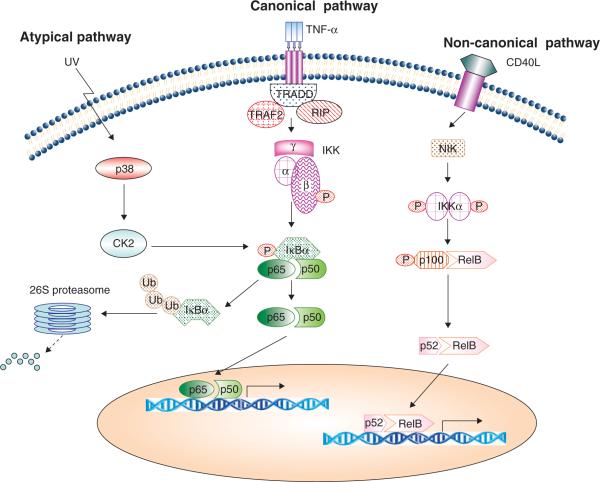 Canonical pathway
Atypical pathway
TNF-α
Non-canonical pathway
UV
CD40L
TRADD
TRAF2
RIP
γ
IKK
NIK
p38
α
β
P
P
IKKα
P
CK2
P
IκBα
p65
p50
P
p100
RelB
Ub
Ub
Ub
IκBα
26S proteasome
p65
p50
p52
RelB
p65
p50
p52
RelB